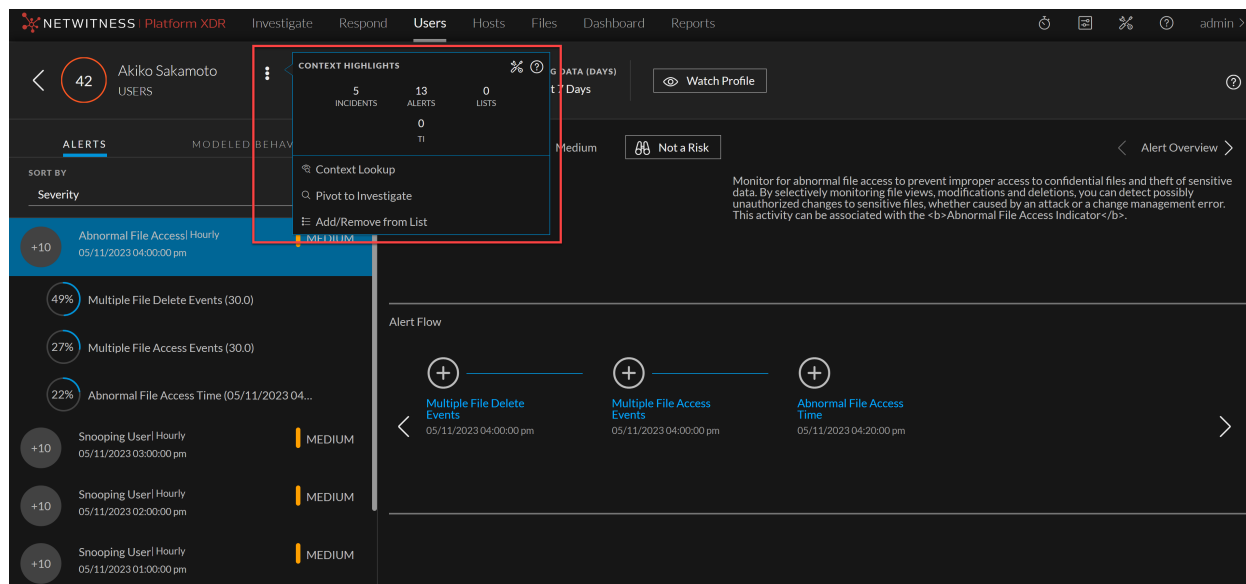 NETWITNESS Platform XDR Investigate Respond Users Hosts Files Dashboard Reports admin >
42 Akiko Sakamoto
USERS
CONTEXT HIGHLIGHTS
5 13 0
INCIDENTS ALERTS LISTS
0
TI
Context Lookup
Pivot to Investigate
Add/Remove from List
G DATA (DAYS)
t 7 Days
Watch Profile
ALERTS MODELED BEHAV
SORT BY
Severity
Medium
Not a Risk
Alert Overview
Monitor for abnormal file access to prevent improper access to confidential files and theft of sensitive
data. By selectively monitoring file views, modifications and deletions, you can detect possibly
unauthorized changes to sensitive files, whether caused by an attack or a change management error.
This activity can be associated with the <b>Abnormal File Access Indicator</b>.
+10 Abnormal File Access| Hourly MEDIUM
05/11/2023 04:00:00 pm
49% Multiple File Delete Events (30.0)
27% Multiple File Access Events (30.0)
22% Abnormal File Access Time (05/11/2023 04...
+10 Snooping User| Hourly MEDIUM
05/11/2023 03:00:00 pm
+10 Snooping User| Hourly MEDIUM
05/11/2023 02:00:00 pm
+10 Snooping User| Hourly MEDIUM
05/11/2023 01:00:00 pm
Alert Flow
Multiple File Delete
Events
05/11/2023 04:00:00 pm
Multiple File Access
Events
05/11/2023 04:00:00 pm
Abnormal File Access
Time
05/11/2023 04:20:00 pm